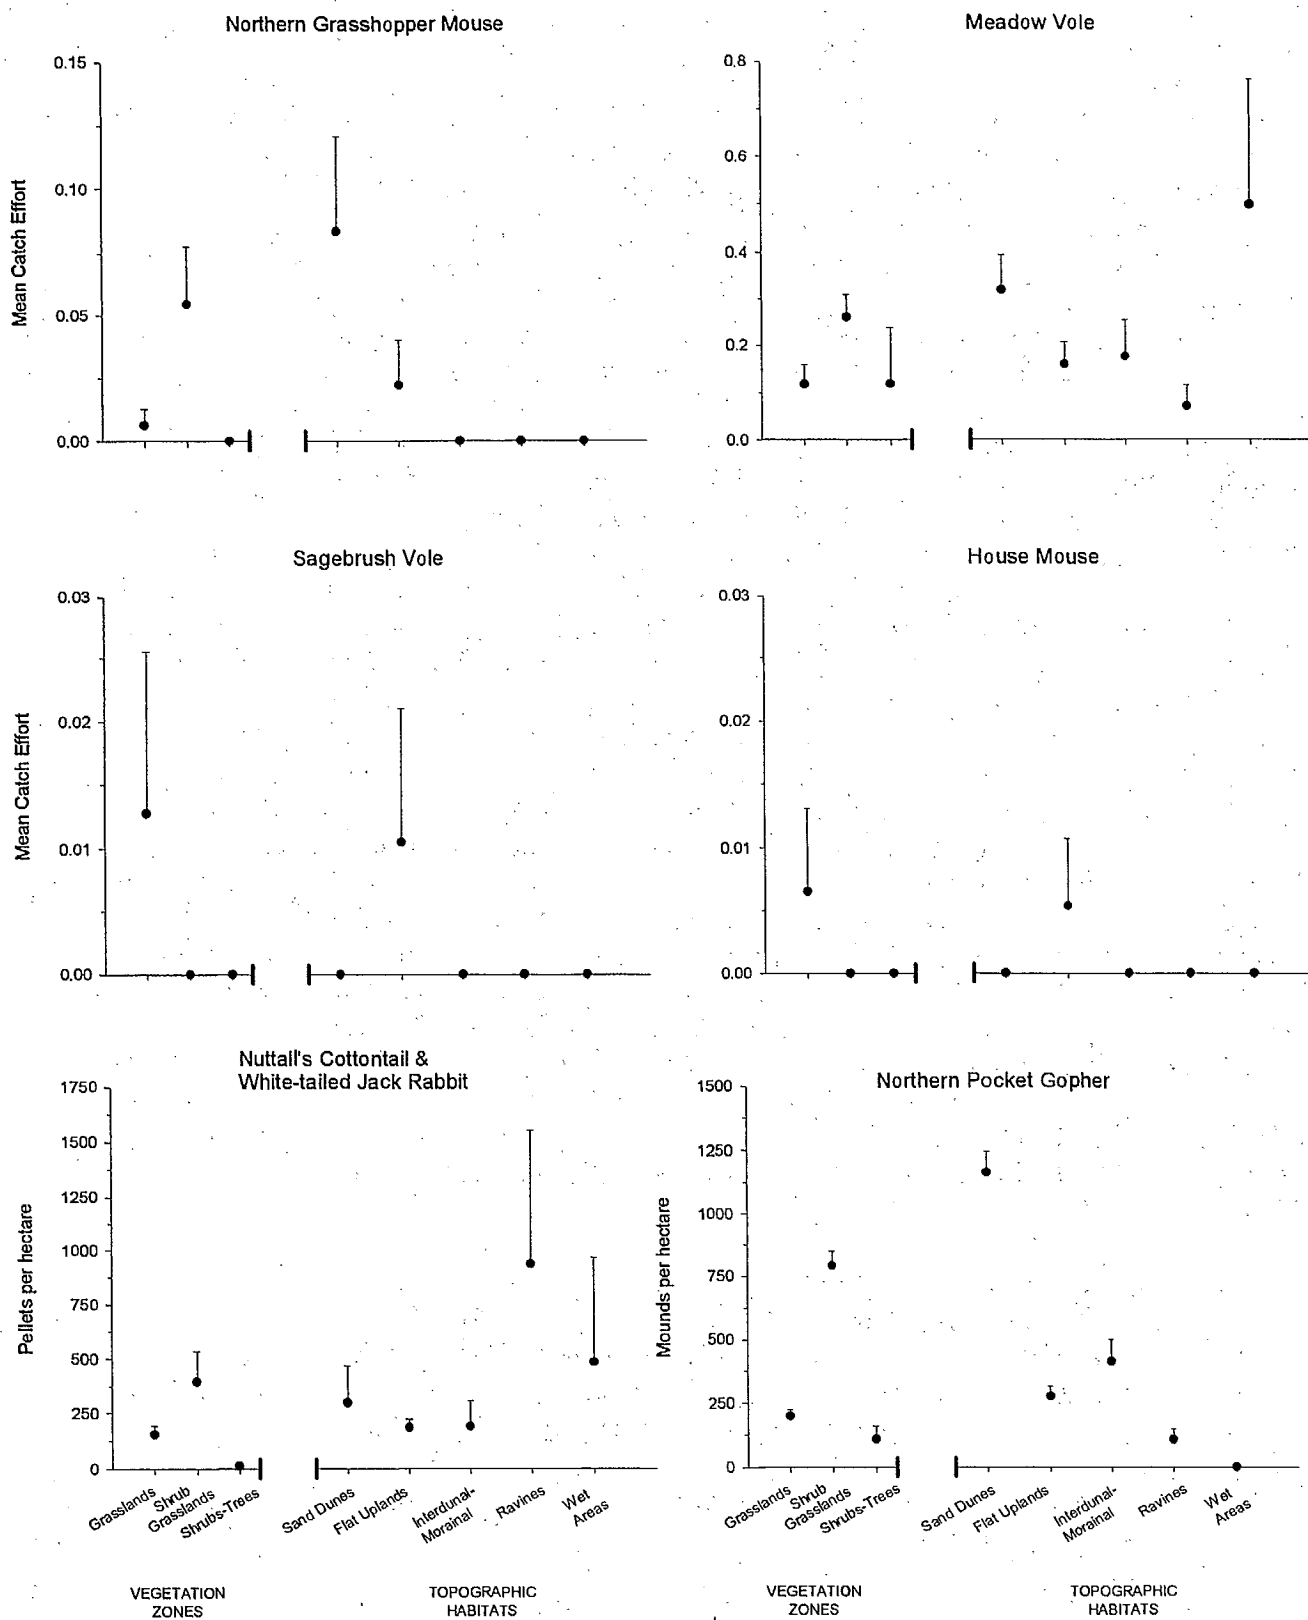 Northern Grasshopper Mouse
0.15
0.10
0.05
0.00
Mean Catch Effort
Meadow Vole
0.8
0.6
0.4
0.2
0.0
Sagebrush Vole
0.03
0.02
0.01
0.00
Mean Catch Effort
House Mouse
0.03
0.02
0.01
0.00
Nuttall's Cottontail &
White-tailed Jack Rabbit
1750
1500
1250
1000
750
500
250
0
Pellets per hectare
Grasslands
Shrub
Grasslands
Shrubs-Trees
Sand Dunes
Flat Uplands
Interdunal-
Morainal
Ravines
Wet
Areas
VEGETATION
ZONES
TOPOGRAPHIC
HABITATS
Northern Pocket Gopher
1500
1250
1000
750
500
250
0
Mounds per hectare
Grasslands
Shrub
Grasslands
Shrubs-Trees
Sand Dunes
Flat Uplands
Interdunal-
Morainal
Ravines
Wet
Areas
VEGETATION
ZONES
TOPOGRAPHIC
HABITATS